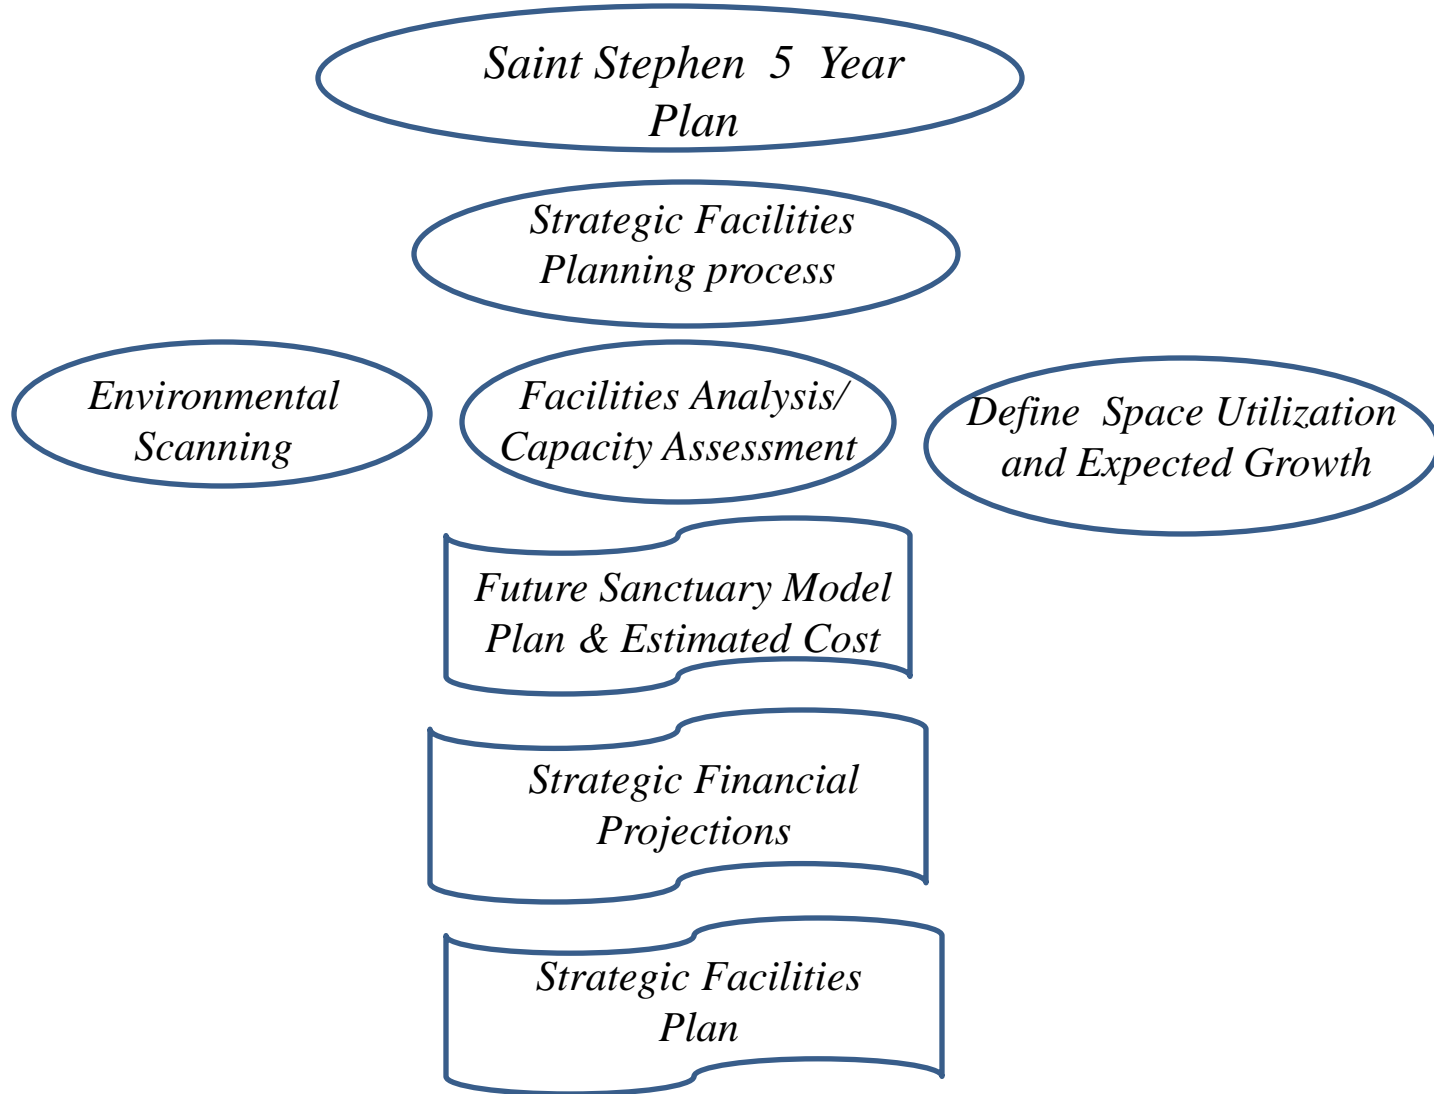 Saint Stephen  5  Year
Plan
Strategic Facilities
Planning process
Environmental
Scanning
Facilities Analysis/
Capacity Assessment
Define  Space Utilization
and Expected Growth
Future Sanctuary Model
Plan & Estimated Cost
Strategic Financial
Projections
Strategic Facilities
Plan